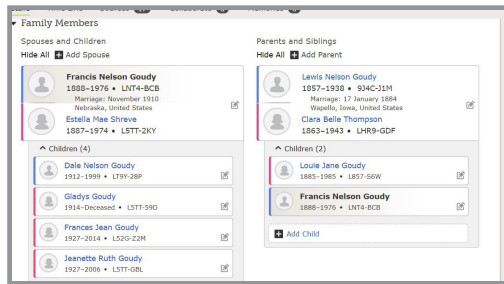 Family Members
Spouses and Children
Hide All Add Spouse
Francis Nelson Goudy
1888–1976 • LNT4-BCB
Marriage: November 1910
Nebraska, United States
Estella Mae Shreve
1887–1974 • L5TT-2KY
Children (4)
Dale Nelson Goudy
1912–1999 • LT9Y-28P
Gladys Goudy
1914–Deceased • L5TT-59D
Frances Jean Goudy
1927–2014 • L52G-Z2M
Jeanette Ruth Goudy
1927–2006 • L5TT-GBL
Parents and Siblings
Hide All Add Parent
Lewis Nelson Goudy
1857–1938 • 9J4C-J1M
Marriage: 17 January 1884
Wapello, Iowa, United States
Clara Belle Thompson
1863–1943 • LHR9-GDF
Children (2)
Louie Jane Goudy
1885–1985 • L857-S6W
Francis Nelson Goudy
1888–1976 • LNT4-BCB
Add Child